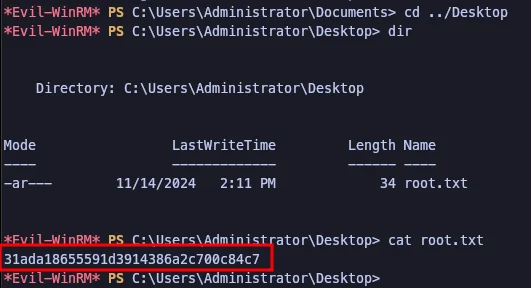 *Evil-WinRM* PS C:\Users\Administrator\Documents> cd ../Desktop
*Evil-WinRM* PS C:\Users\Administrator\Desktop> dir
Directory: C:\Users\Administrator\Desktop
Mode                LastWriteTime         Length Name
----                -------------         ------ ----
-ar---       11/14/2024   2:11 PM             34 root.txt
*Evil-WinRM* PS C:\Users\Administrator\Desktop> cat root.txt
31ada18655591d3914386a2c700c84c7
*Evil-WinRM* PS C:\Users\Administrator\Desktop>